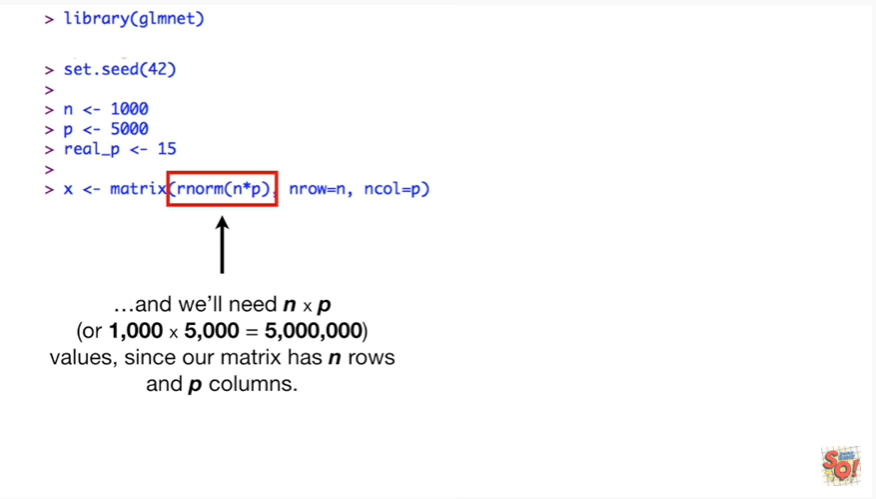 > library(glmnet)
> set.seed(42)
>
> n <- 1000
> p <- 5000
> real_p <- 15
>
> x <- matrix(rnorm(n*p), nrow=n, ncol=p)
…and we’ll need n x p
(or 1,000 x 5,000 = 5,000,000)
values, since our matrix has n rows
and p columns.
SQ!